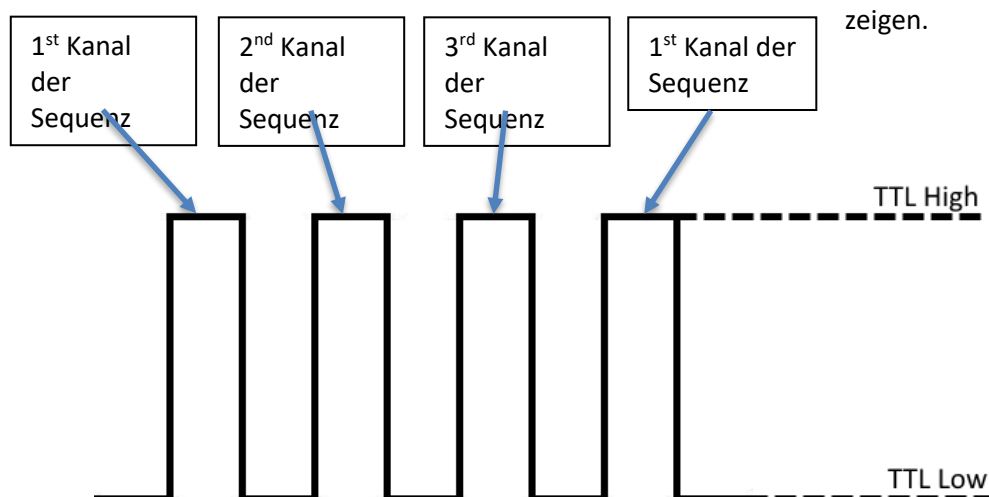 zeigen.
1st Kanal
der
Sequenz
2nd Kanal
der
Sequenz
3rd Kanal
der
Sequenz
1st Kanal der
Sequenz
TTL High
TTL Low